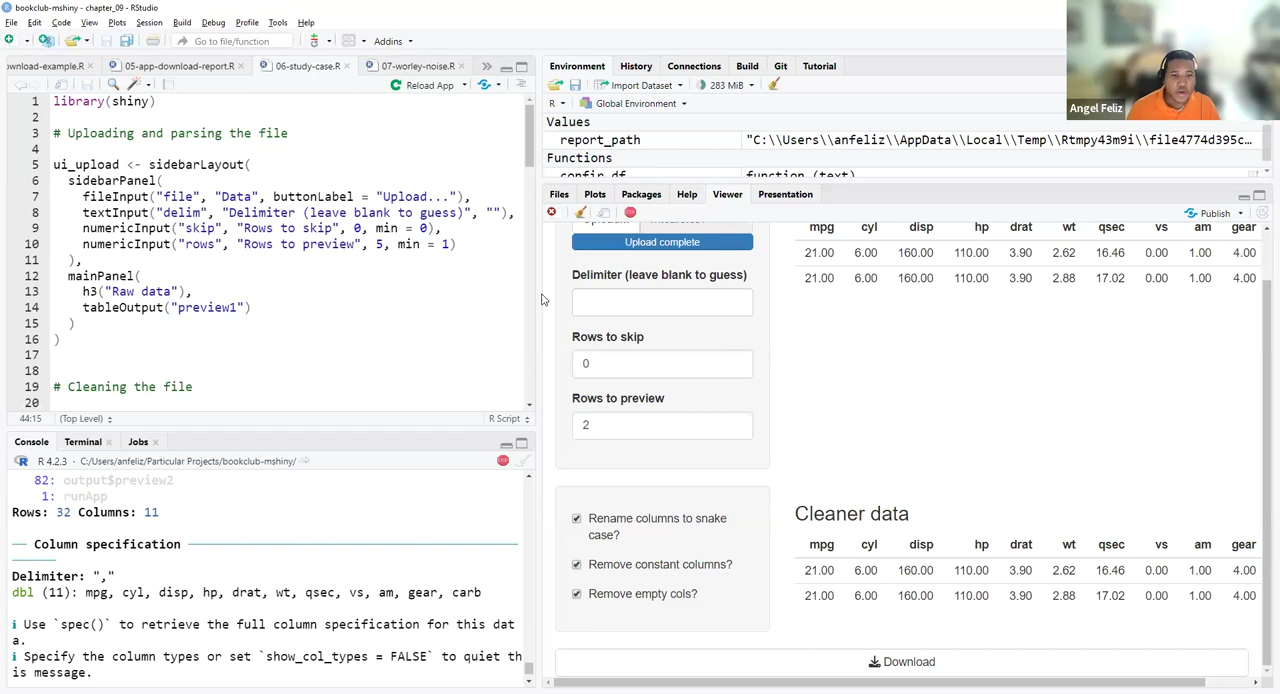 bookclub-mshiny - chapter_09 - RStudio
File Edit Code View Plots Session Build Debug Profile Tools Help
Go to file/function
Addins
ownload-example.R
05-app-download-report.R
06-study-case.R
07-worley-noise.R
Reload App
1 library(shiny)
2
3 # Uploading and parsing the file
4
5 ui_upload <- sidebarLayout(
6 sidebarPanel(
7 fileInput("file", "Data", buttonLabel = "Upload..."),
8 textInput("delim", "Delimiter (leave blank to guess)", ""),
9 numericInput("skip", "Rows to skip", 0, min = 0),
10 numericInput("rows", "Rows to preview", 5, min = 1)
11 ),
12 mainPanel(
13 h3("Raw data"),
14 tableOutput("preview1")
15 )
16 )
17
18
19 # Cleaning the file
20
44:15 (Top Level) R Script
Console Terminal Jobs
R 4.2.3 · C:/Users/anfeliz/Particular Projects/bookclub-mshiny/
82: output$preview2
1: runApp
Rows: 32 Columns: 11
Column specification
Delimiter: ","
dbl (11): mpg, cyl, disp, hp, drat, wt, qsec, vs, am, gear, carb
ℹ Use `spec()` to retrieve the full column specification for this dat
a.
ℹ Specify the column types or set `show_col_types = FALSE` to quiet th
is message.
Environment History Connections Build Git Tutorial
Import Dataset
283 MiB
R Global Environment
Values
report_path "C:\\Users\\anfeliz\\AppData\\Local\\Temp\\Rtmpy43m9i\\file4774d395c…
Functions
Files Plots Packages Help Viewer Presentation
Publish
Upload complete
Delimiter (leave blank to guess)
Rows to skip
0
Rows to preview
2
mpg cyl disp hp drat wt qsec vs am gear
21.00 6.00 160.00 110.00 3.90 2.62 16.46 0.00 1.00 4.00
21.00 6.00 160.00 110.00 3.90 2.88 17.02 0.00 1.00 4.00
Rename columns to snake
case?
Remove constant columns?
Remove empty cols?
Cleaner data
mpg cyl disp hp drat wt qsec vs am gear
21.00 6.00 160.00 110.00 3.90 2.62 16.46 0.00 1.00 4.00
21.00 6.00 160.00 110.00 3.90 2.88 17.02 0.00 1.00 4.00
Download
Angel Feliz